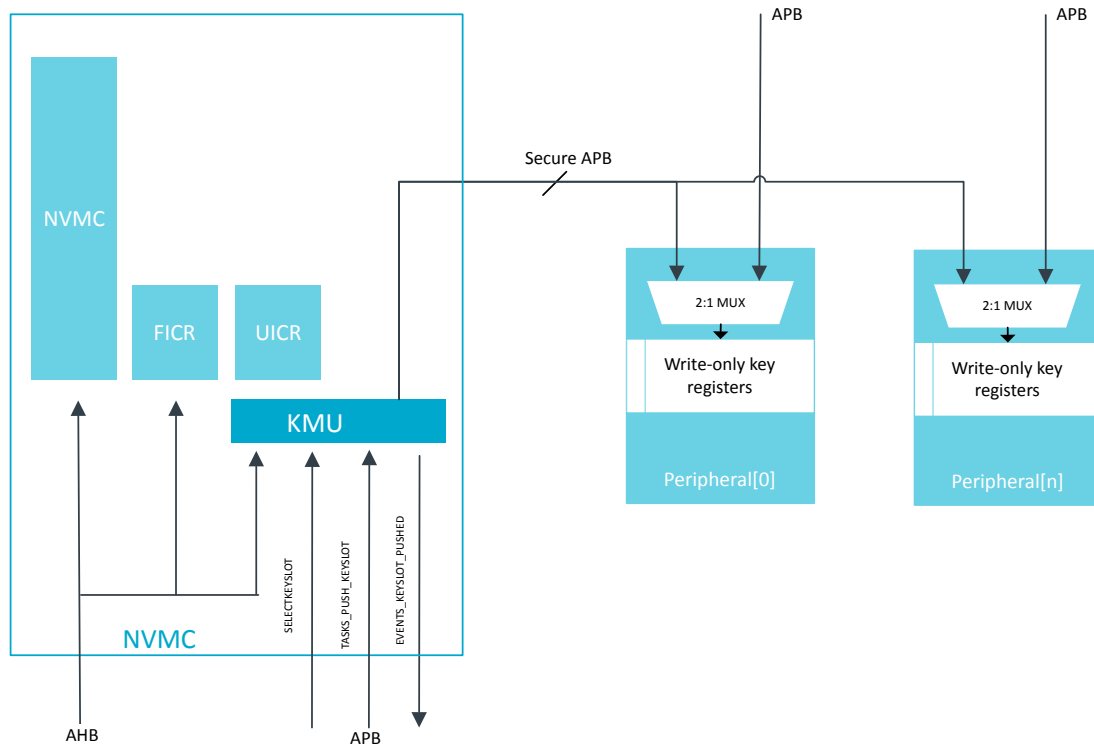 APB
APB
Secure APB
NVMC
FICR
UICR
KMU
2:1 MUX
Write-only key
registers
Peripheral[0]
2:1 MUX
Write-only key
registers
Peripheral[n]
SELECTKEYSLOT
TASKS_PUSH_KEYSLOT
EVENTS_KEYSLOT_PUSHED
NVMC
AHB
APB